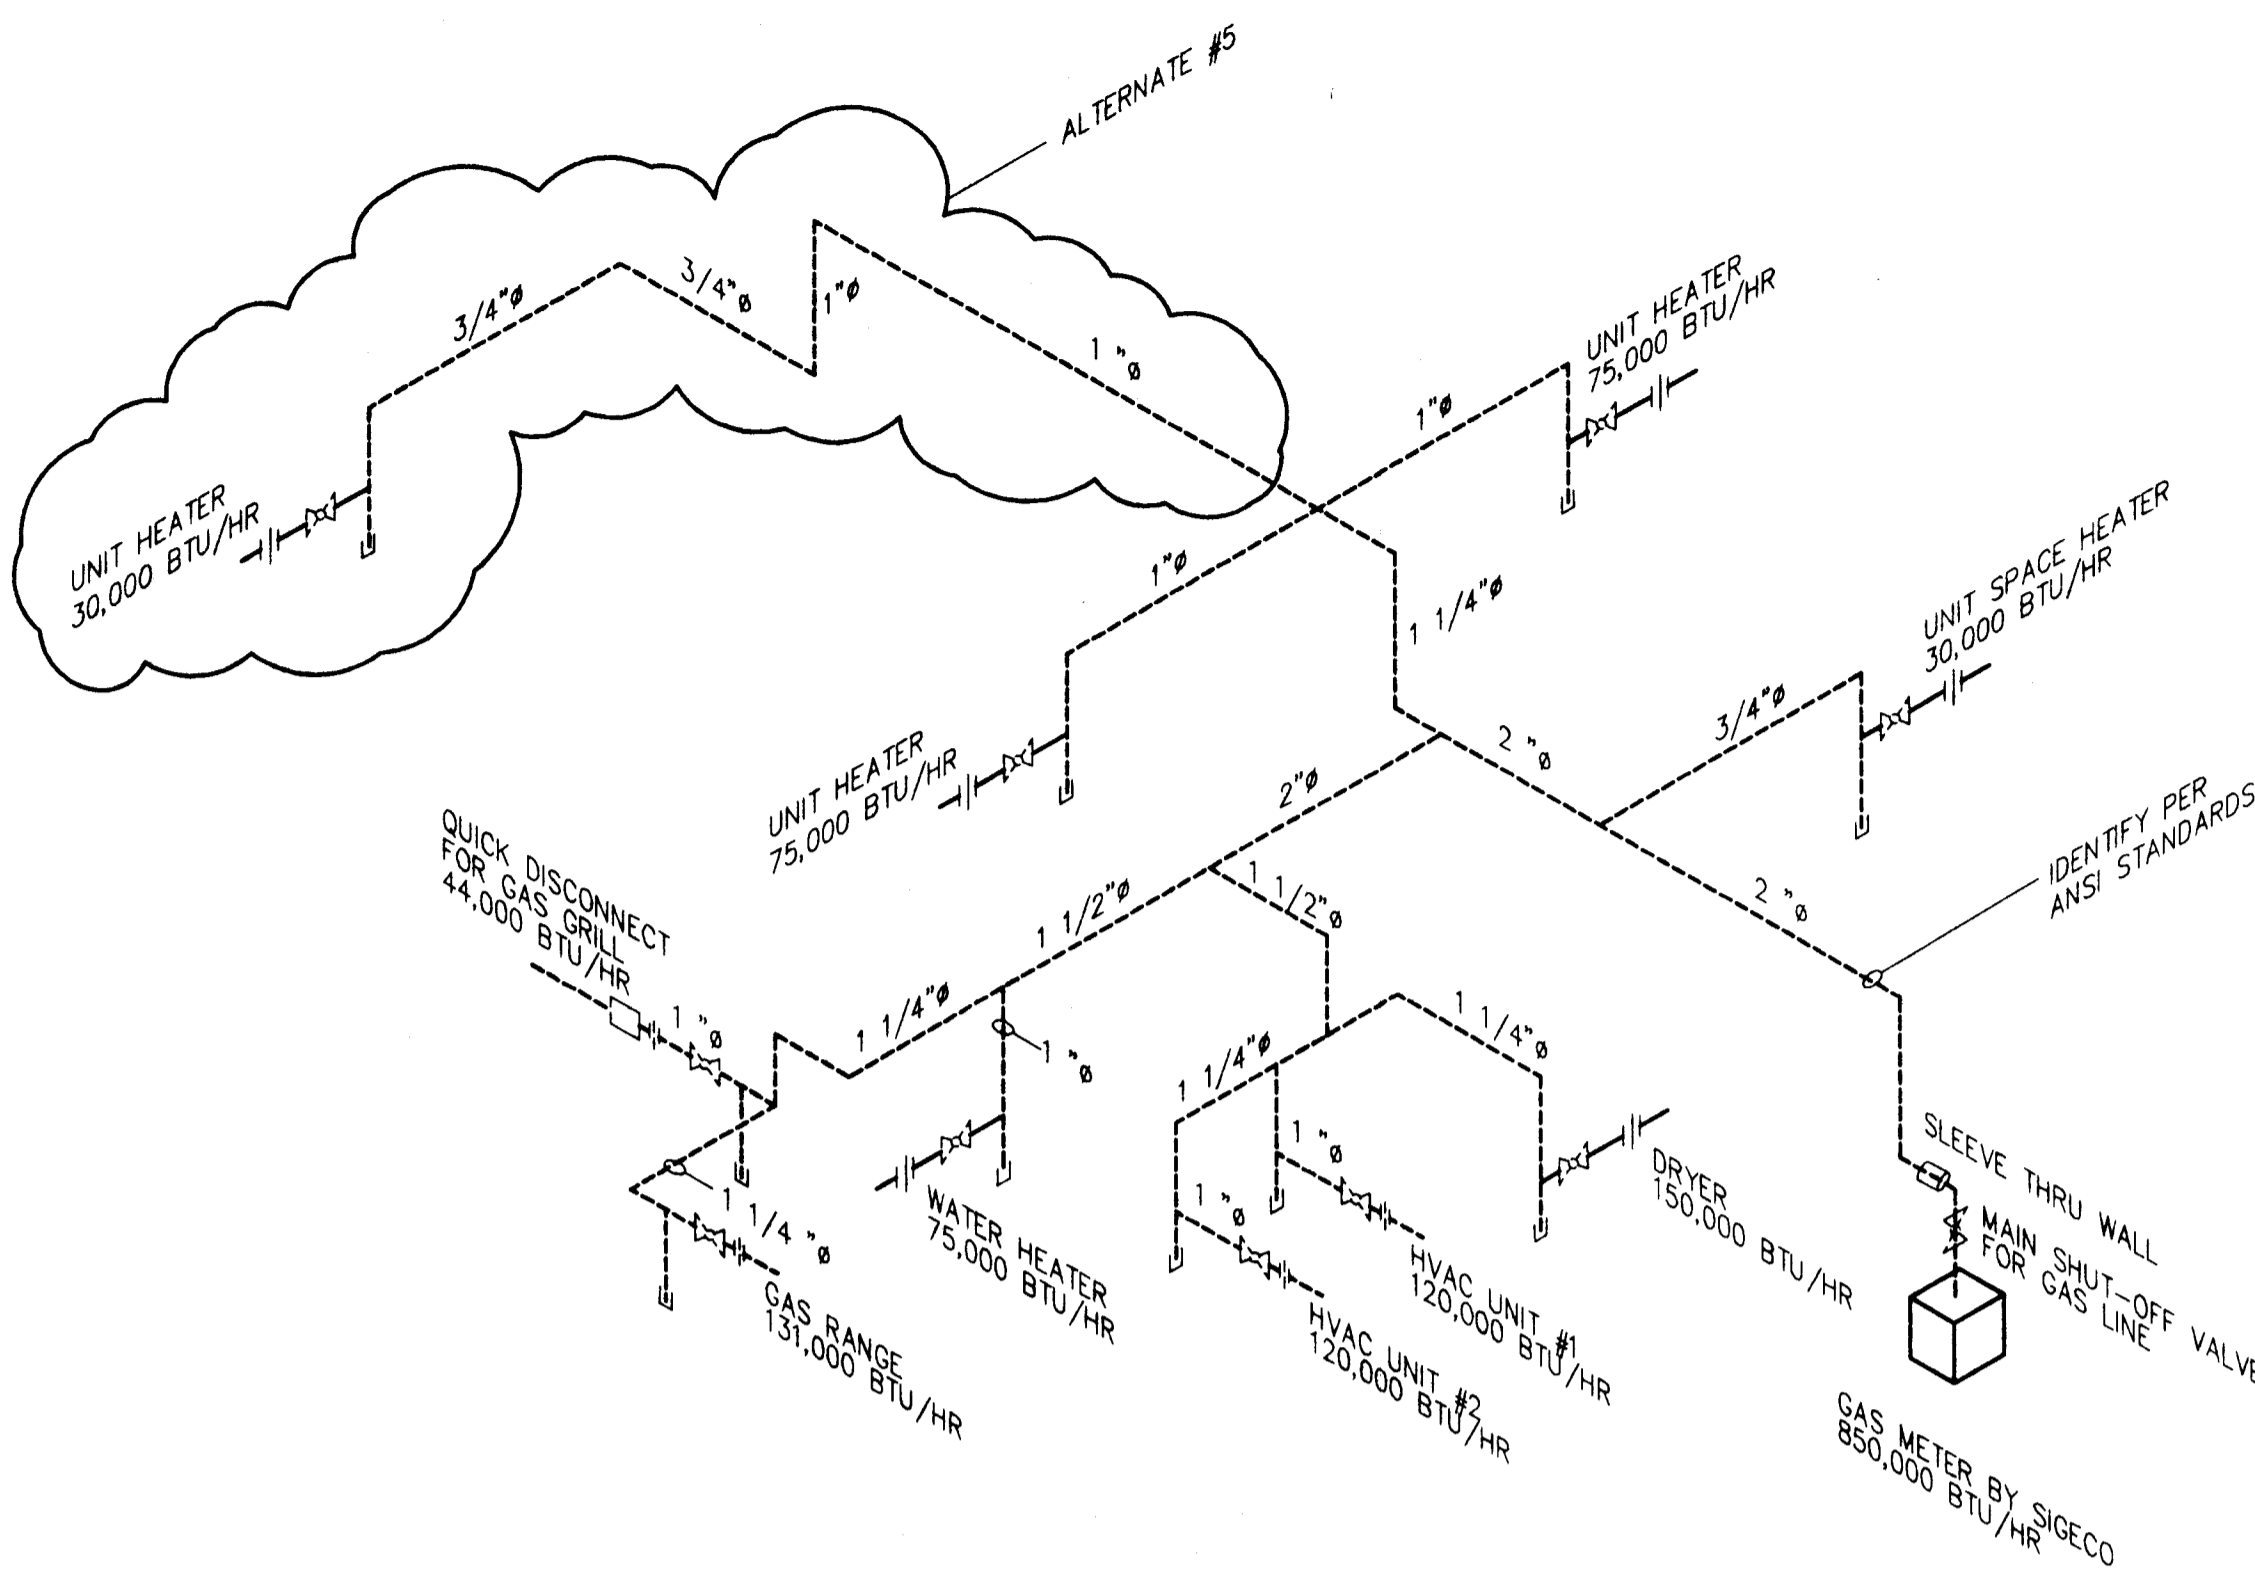 ALTERNATE #5
3/4"ø
3/4"ø
1"ø
1"ø
UNIT HEATER
75,000 BTU/HR
1"ø
UNIT HEATER
30,000 BTU/HR
1"ø
1 1/4"ø
UNIT SPACE HEATER
30,000 BTU/HR
3/4"ø
2"ø
UNIT HEATER
75,000 BTU/HR
2"ø
IDENTIFY PER
ANSI STANDARDS
QUICK DISCONNECT
FOR GAS GRILL
44,000 BTU/HR
1 1/2"ø
1 1/2"ø
2"ø
1"ø
1 1/4"ø
1"ø
1 1/4"ø
1 1/4"ø
1"ø
1"ø
1 1/4"ø
SLEEVE THRU WALL
MAIN SHUT-OFF VALVE
FOR GAS LINE
WATER HEATER
75,000 BTU/HR
DRYER
150,000 BTU/HR
HVAC UNIT #1
120,000 BTU/HR
HVAC UNIT #2
120,000 BTU/HR
GAS RANGE
131,000 BTU/HR
GAS METER BY SIGECO
850,000 BTU/HR